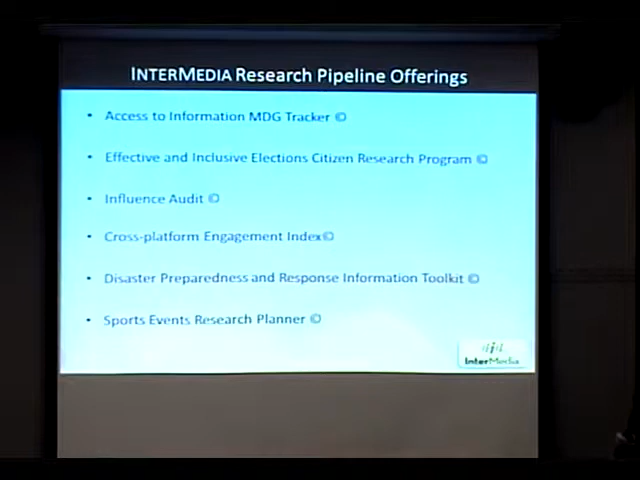 INTERMEDIA Research Pipeline Offerings
• Access to Information MDG Tracker ©
• Effective and Inclusive Elections Citizen Research Program ©
• Influence Audit ©
• Cross-platform Engagement Index©
• Disaster Preparedness and Response Information Toolkit ©
• Sports Events Research Planner ©
InterMedia